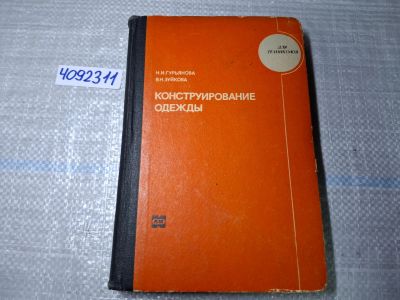 4092311
Н.И.ГУРЬЯНОВА
В.Н.ЗУЙКОВА
КОНСТРУИРОВАНИЕ
ОДЕЖДЫ